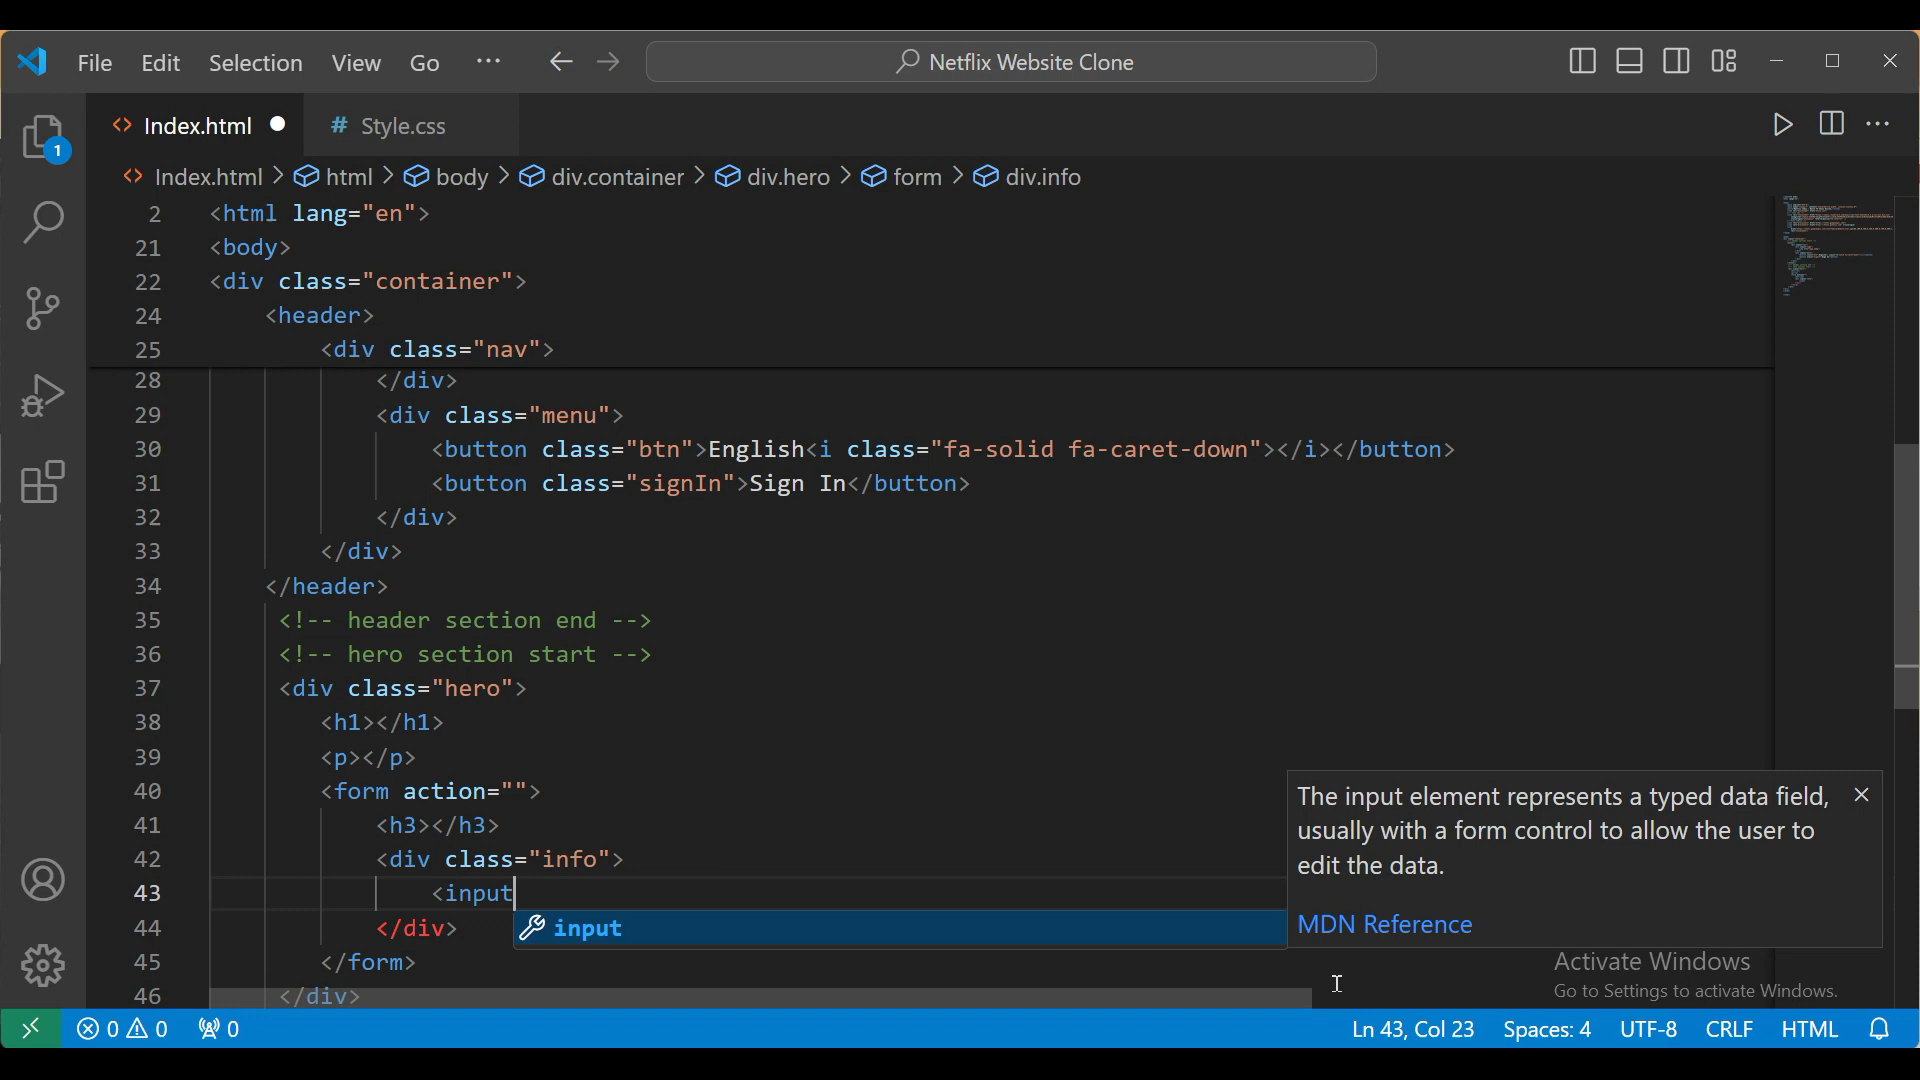 File Edit Selection View Go ··· Netflix Website Clone
Index.html # Style.css
Index.html > html > body > div.container > div.hero > form > div.info
2 <html lang="en">
21 <body>
22 <div class="container">
24 <header>
25 <div class="nav">
28 </div>
29 <div class="menu">
30 <button class="btn">English<i class="fa-solid fa-caret-down"></i></button>
31 <button class="signIn">Sign In</button>
32 </div>
33 </div>
34 </header>
35 <!-- header section end -->
36 <!-- hero section start -->
37 <div class="hero">
38 <h1></h1>
39 <p></p>
40 <form action="">
41 <h3></h3>
42 <div class="info">
43 <input
44 </div>
45 </form>
46 </div>
input
The input element represents a typed data field,
usually with a form control to allow the user to
edit the data.
MDN Reference
Activate Windows
Go to Settings to activate Windows.
1
0 0 0 Ln 43, Col 23 Spaces: 4 UTF-8 CRLF HTML